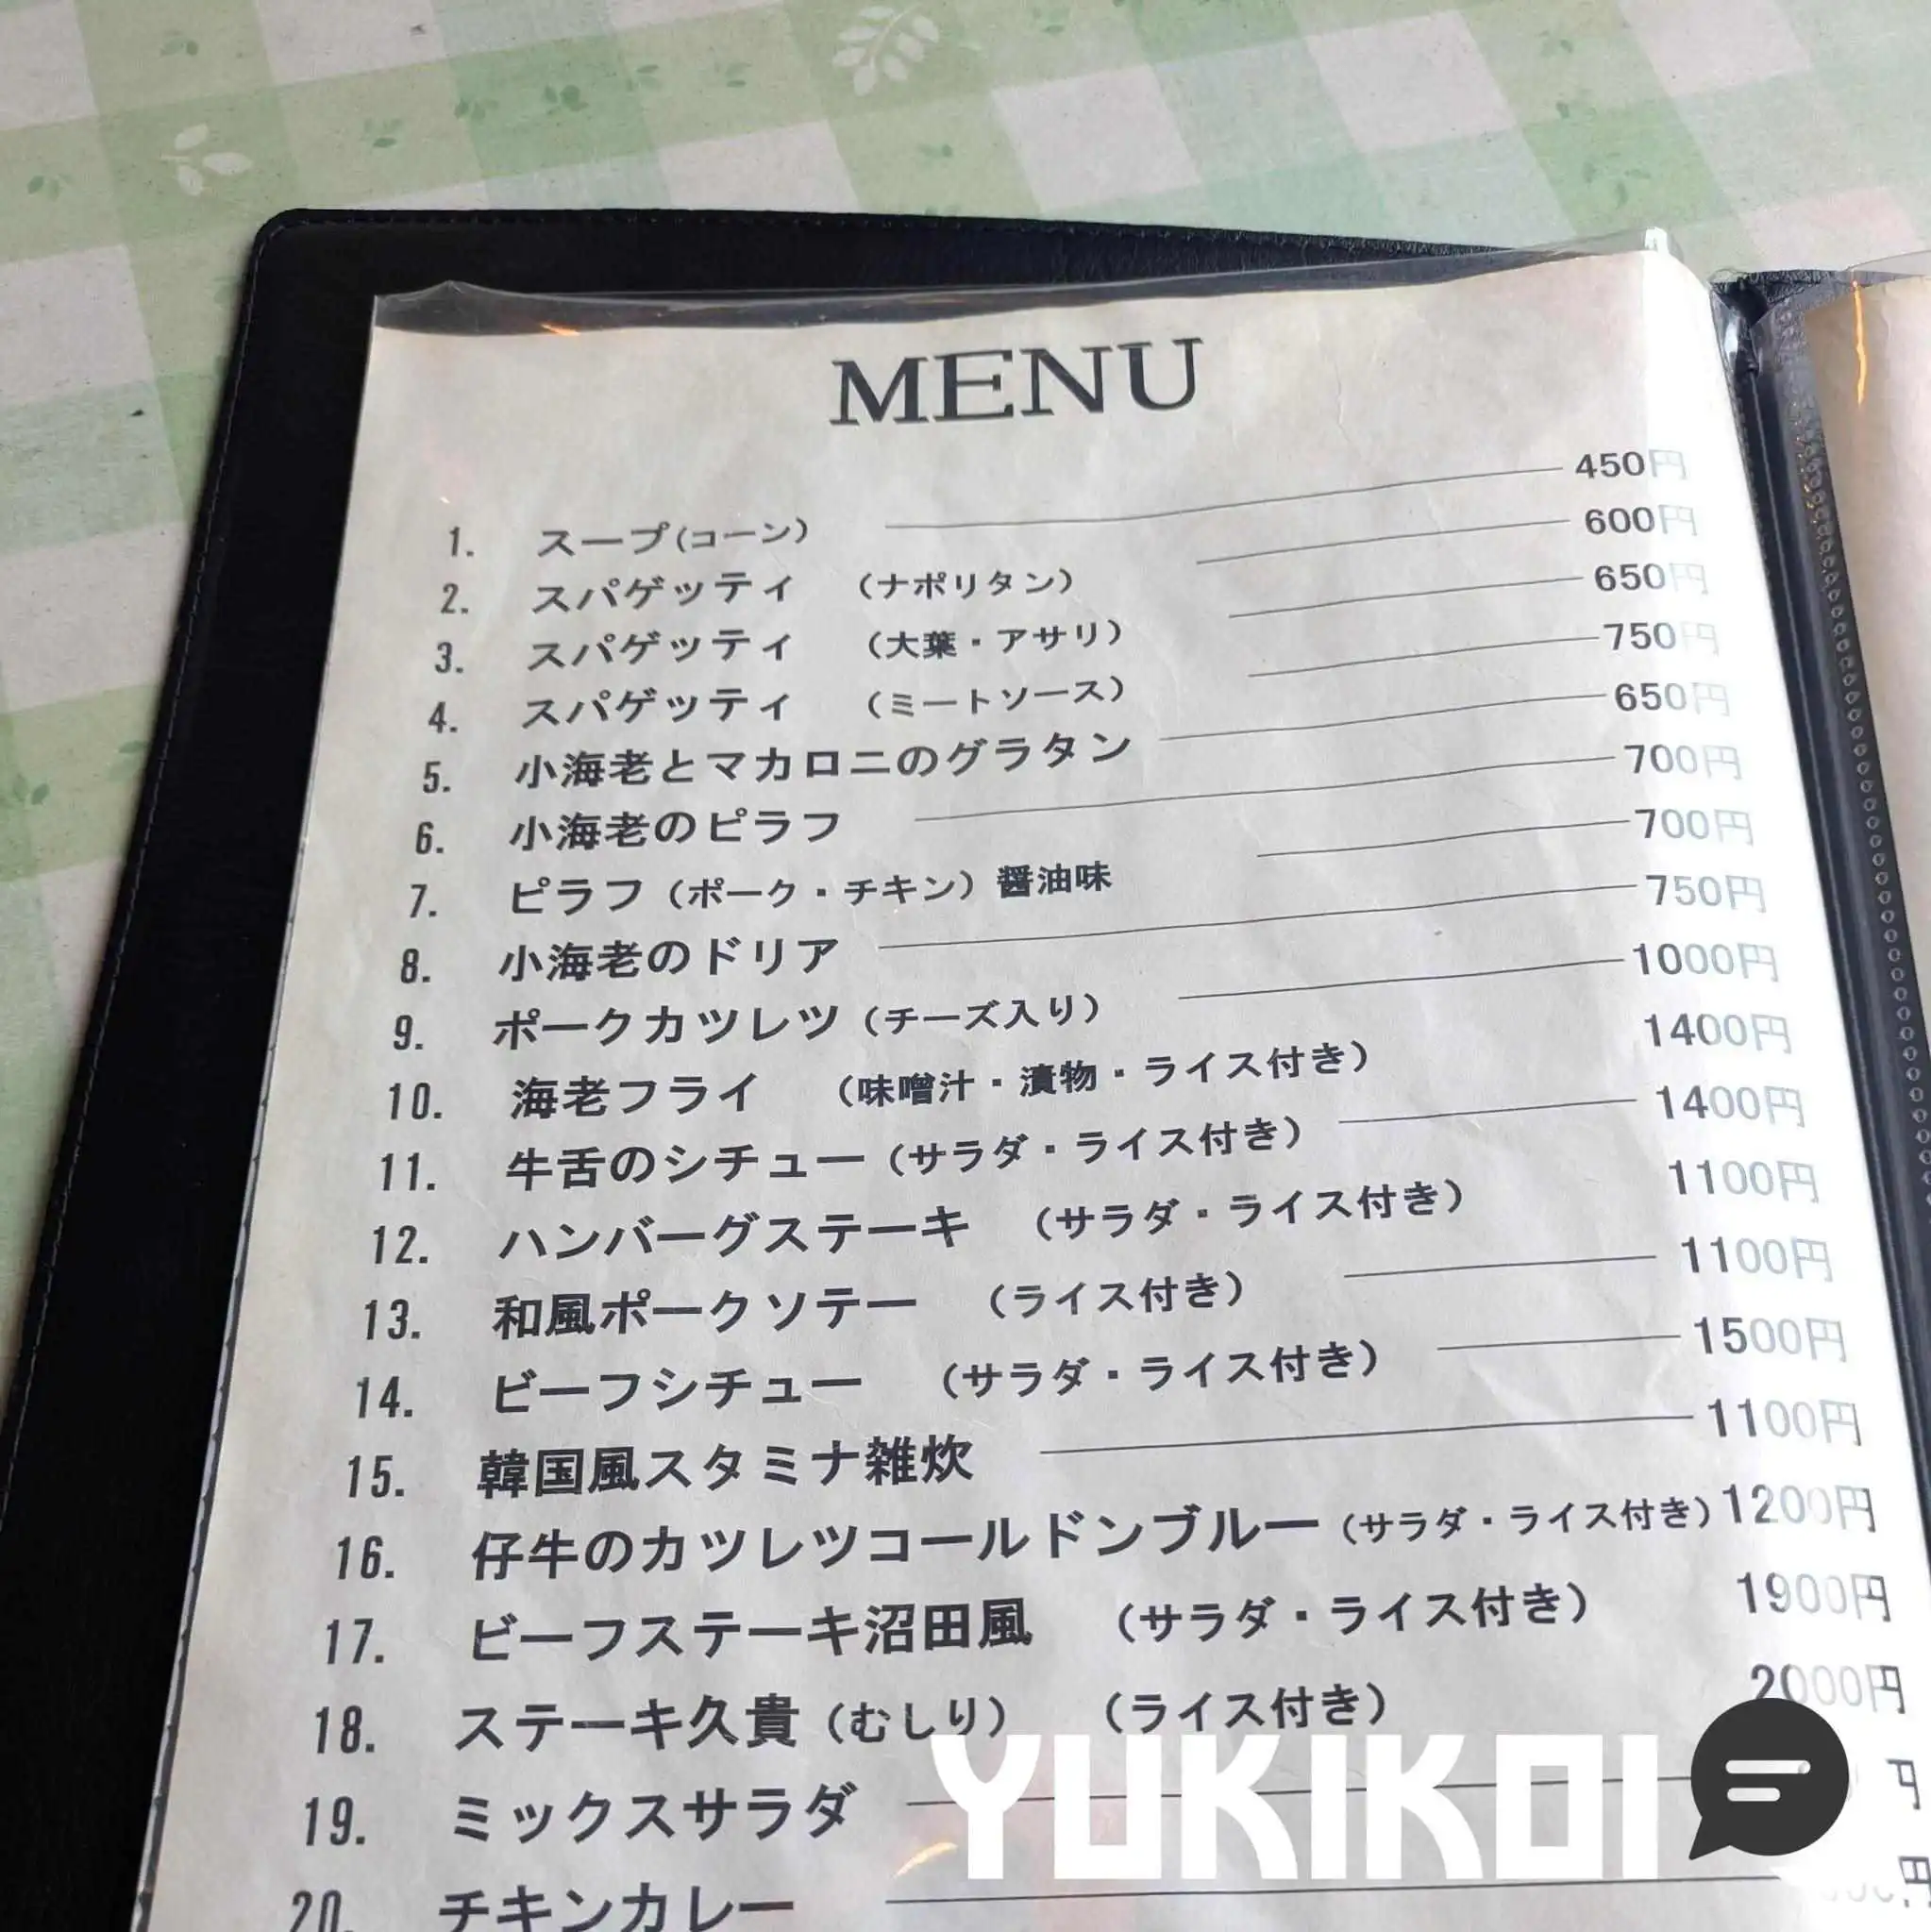 MENU
1. スープ(コーン) 450円
2. スパゲッティ (ナポリタン) 600円
3. スパゲッティ (大葉・アサリ) 650円
4. スパゲッティ (ミートソース) 750円
5. 小海老とマカロニのグラタン 650円
6. 小海老のピラフ 700円
7. ピラフ(ポーク・チキン)醤油味 700円
8. 小海老のドリア 750円
9. ポークカツレツ(チーズ入り) 1000円
10. 海老フライ (味噌汁・漬物・ライス付き) 1400円
11. 牛舌のシチュー(サラダ・ライス付き) 1400円
12. ハンバーグステーキ (サラダ・ライス付き) 1100円
13. 和風ポークソテー (ライス付き) 1100円
14. ビーフシチュー (サラダ・ライス付き) 1500円
15. 韓国風スタミナ雑炊 1100円
16. 仔牛のカツレツコールドンブルー(サラダ・ライス付き) 1200円
17. ビーフステーキ沼田風 (サラダ・ライス付き) 1900円
18. ステーキ久貴(むしり) (ライス付き) 2000円
19. ミックスサラダ 円
20. チキンカレー 円
YUKIKOI